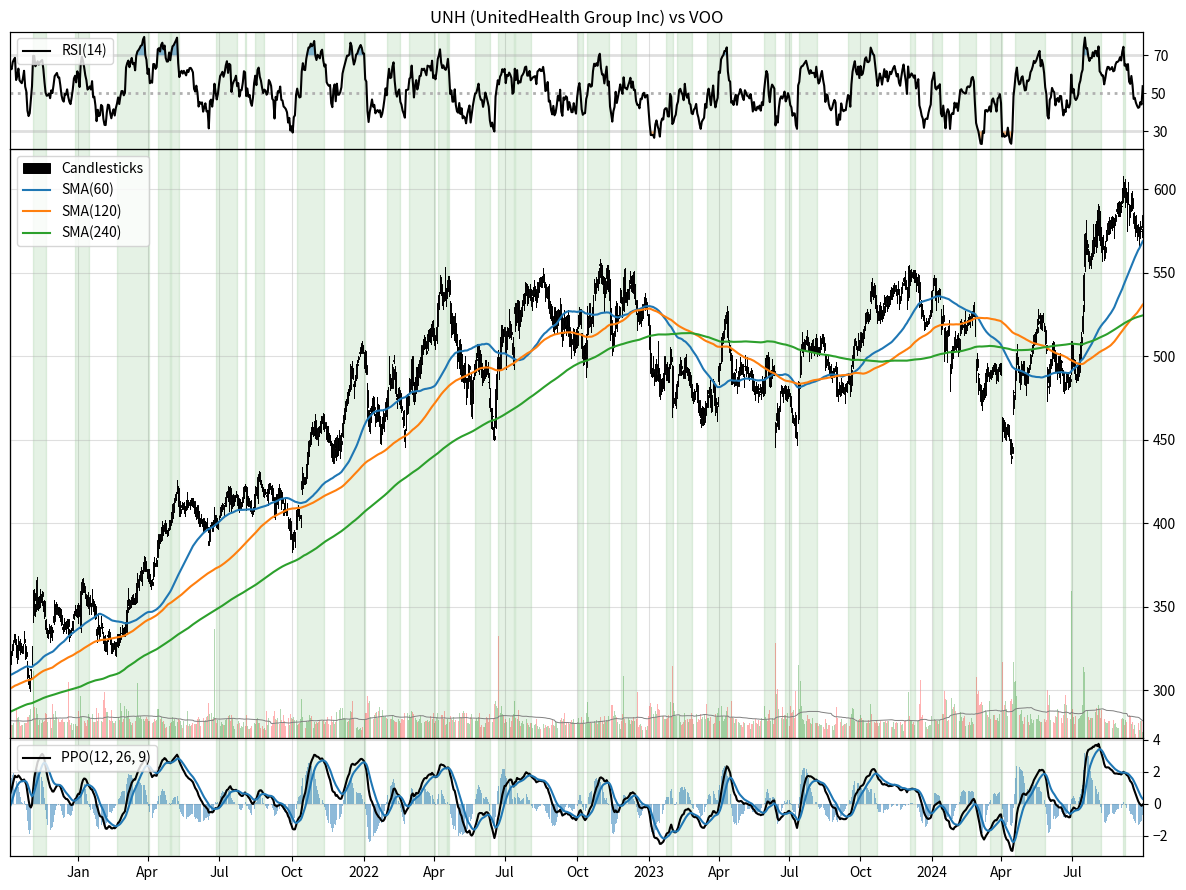 UNH (UnitedHealth Group Inc) vs VOO
RSI(14)
70
50
30
Candlesticks
SMA(60)
SMA(120)
SMA(240)
600
550
500
450
400
350
300
PPO(12, 26, 9)
4
2
0
−2
Jan Apr Jul Oct 2022 Apr Jul Oct 2023 Apr Jul Oct 2024 Apr Jul